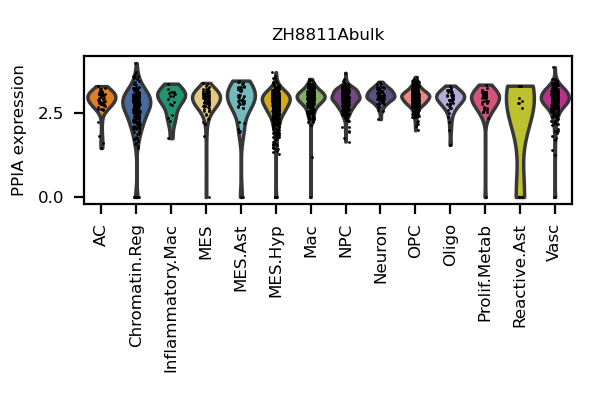 ZH8811Abulk
PPIA expression
2.5
0.0
AC
Chromatin.Reg
Inflammatory.Mac
MES
MES.Ast
MES.Hyp
Mac
NPC
Neuron
OPC
Oligo
Prolif.Metab
Reactive.Ast
Vasc